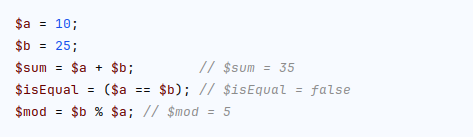 $a = 10;
$b = 25;
$sum = $a + $b;        // $sum = 35
$isEqual = ($a == $b); // $isEqual = false
$mod = $b % $a; // $mod = 5